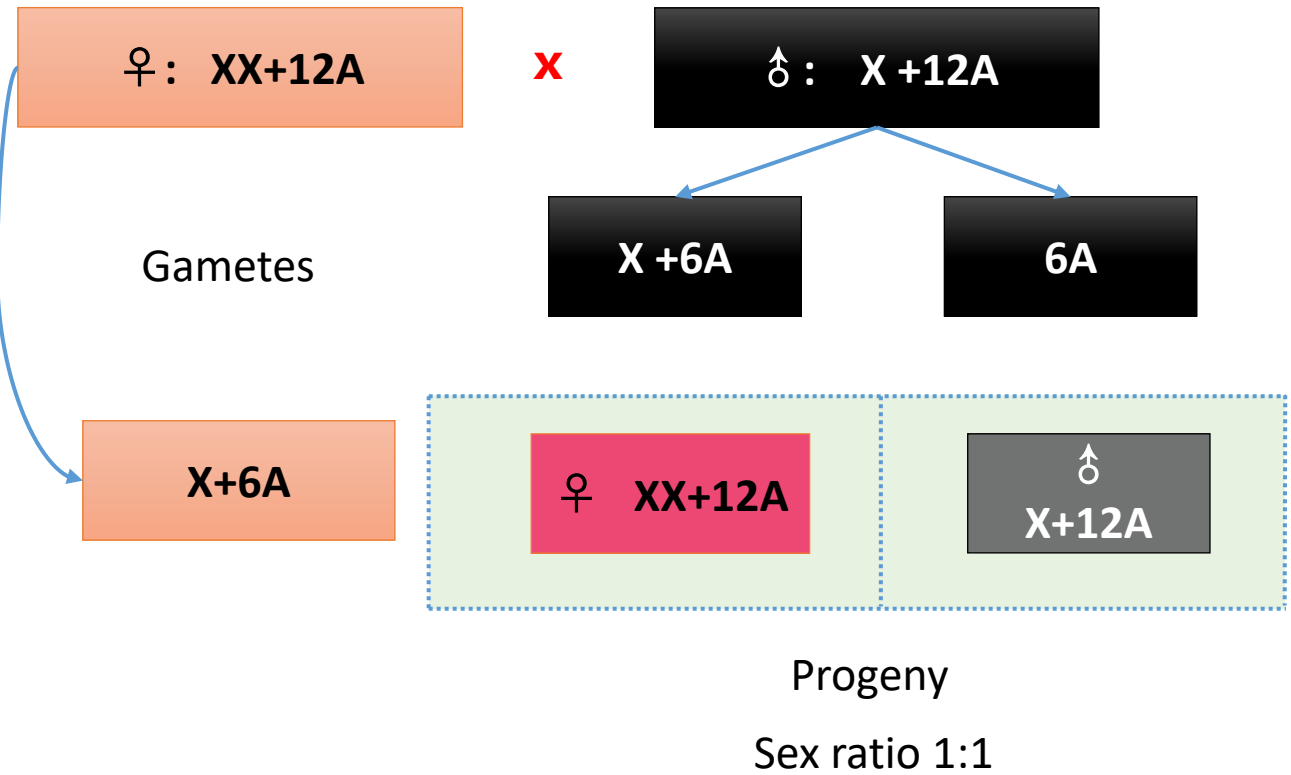 ♀: XX+12A
x
♂: X +12A
Gametes
X +6A
6A
X+6A
♀ XX+12A
♂
X+12A
Progeny
Sex ratio 1:1